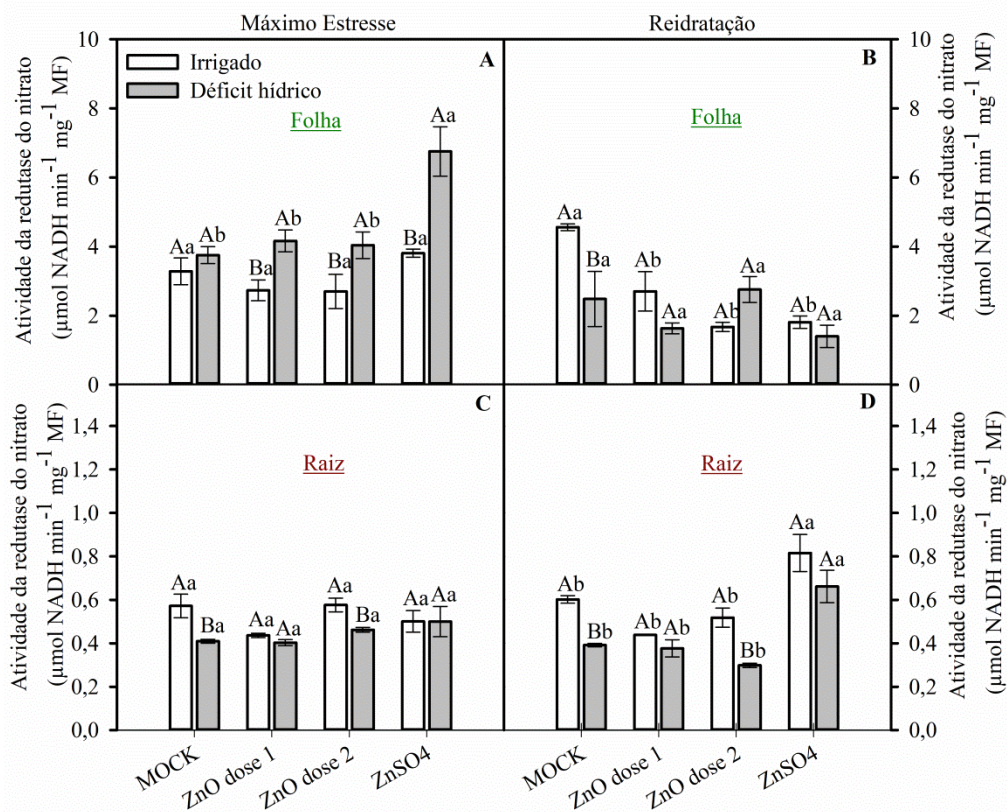 Máximo Estresse
Reidratação
Atividade da redutase do nitrato
(µmol NADH min⁻¹ mg⁻¹ MF)
10
8
6
4
2
0
A
Irrigado
Déficit hídrico
Folha
Aa
Ab
Ba
Ab
Ba
Ab
Ba
Aa
B
Folha
Aa
Ba
Ab
Aa
Ab
Aa
Ab
Aa
10
8
6
4
2
0
Atividade da redutase do nitrato
(µmol NADH min⁻¹ mg⁻¹ MF)
Atividade da redutase do nitrato
(µmol NADH min⁻¹ mg⁻¹ MF)
1,4
1,2
1,0
0,8
0,6
0,4
0,2
0,0
C
Raiz
Aa
Ba
Aa
Aa
Aa
Ba
Aa
Aa
D
Raiz
Ab
Bb
Ab
Ab
Ab
Bb
Aa
Aa
1,4
1,2
1,0
0,8
0,6
0,4
0,2
0,0
Atividade da redutase do nitrato
(µmol NADH min⁻¹ mg⁻¹ MF)
MOCK
ZnO dose 1
ZnO dose 2
ZnSO4
MOCK
ZnO dose 1
ZnO dose 2
ZnSO4